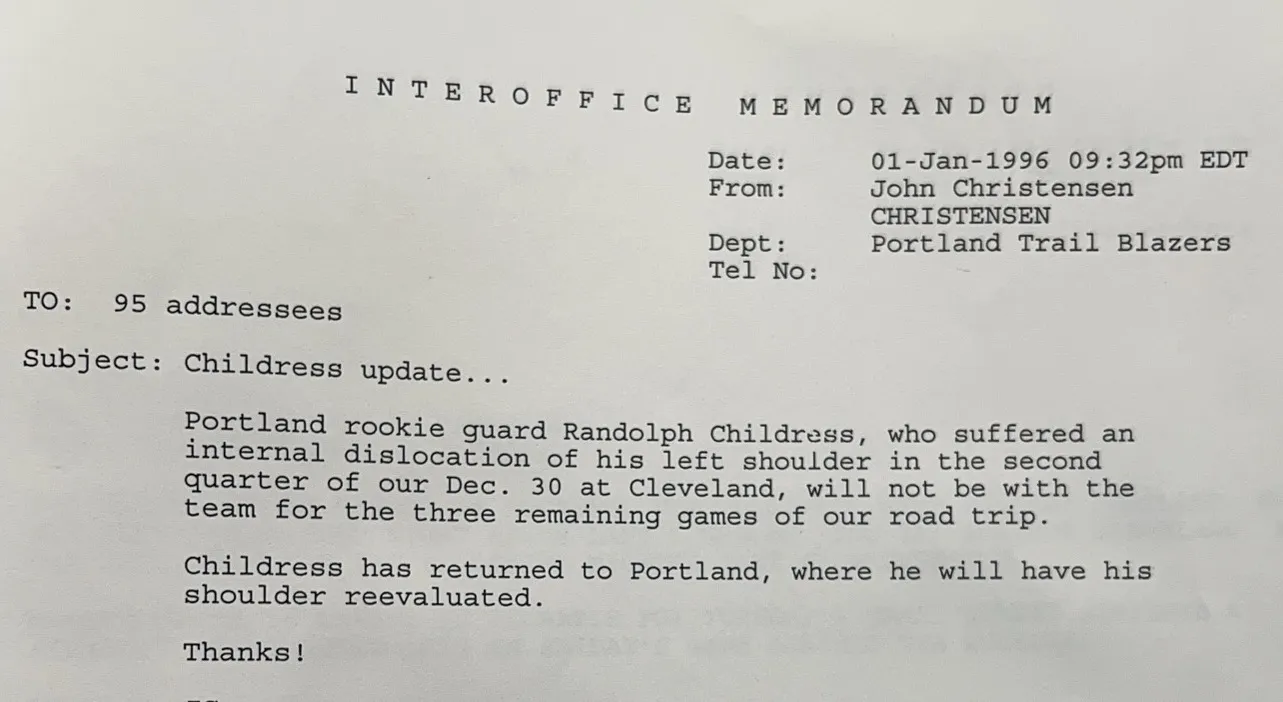 INTEROFFICE MEMORANDUM
Date: 01-Jan-1996 09:32pm EDT
From: John Christensen
CHRISTENSEN
Dept: Portland Trail Blazers
Tel No:
TO: 95 addressees
Subject: Childress update...
Portland rookie guard Randolph Childress, who suffered an
internal dislocation of his left shoulder in the second
quarter of our Dec. 30 at Cleveland, will not be with the
team for the three remaining games of our road trip.
Childress has returned to Portland, where he will have his
shoulder reevaluated.
Thanks!